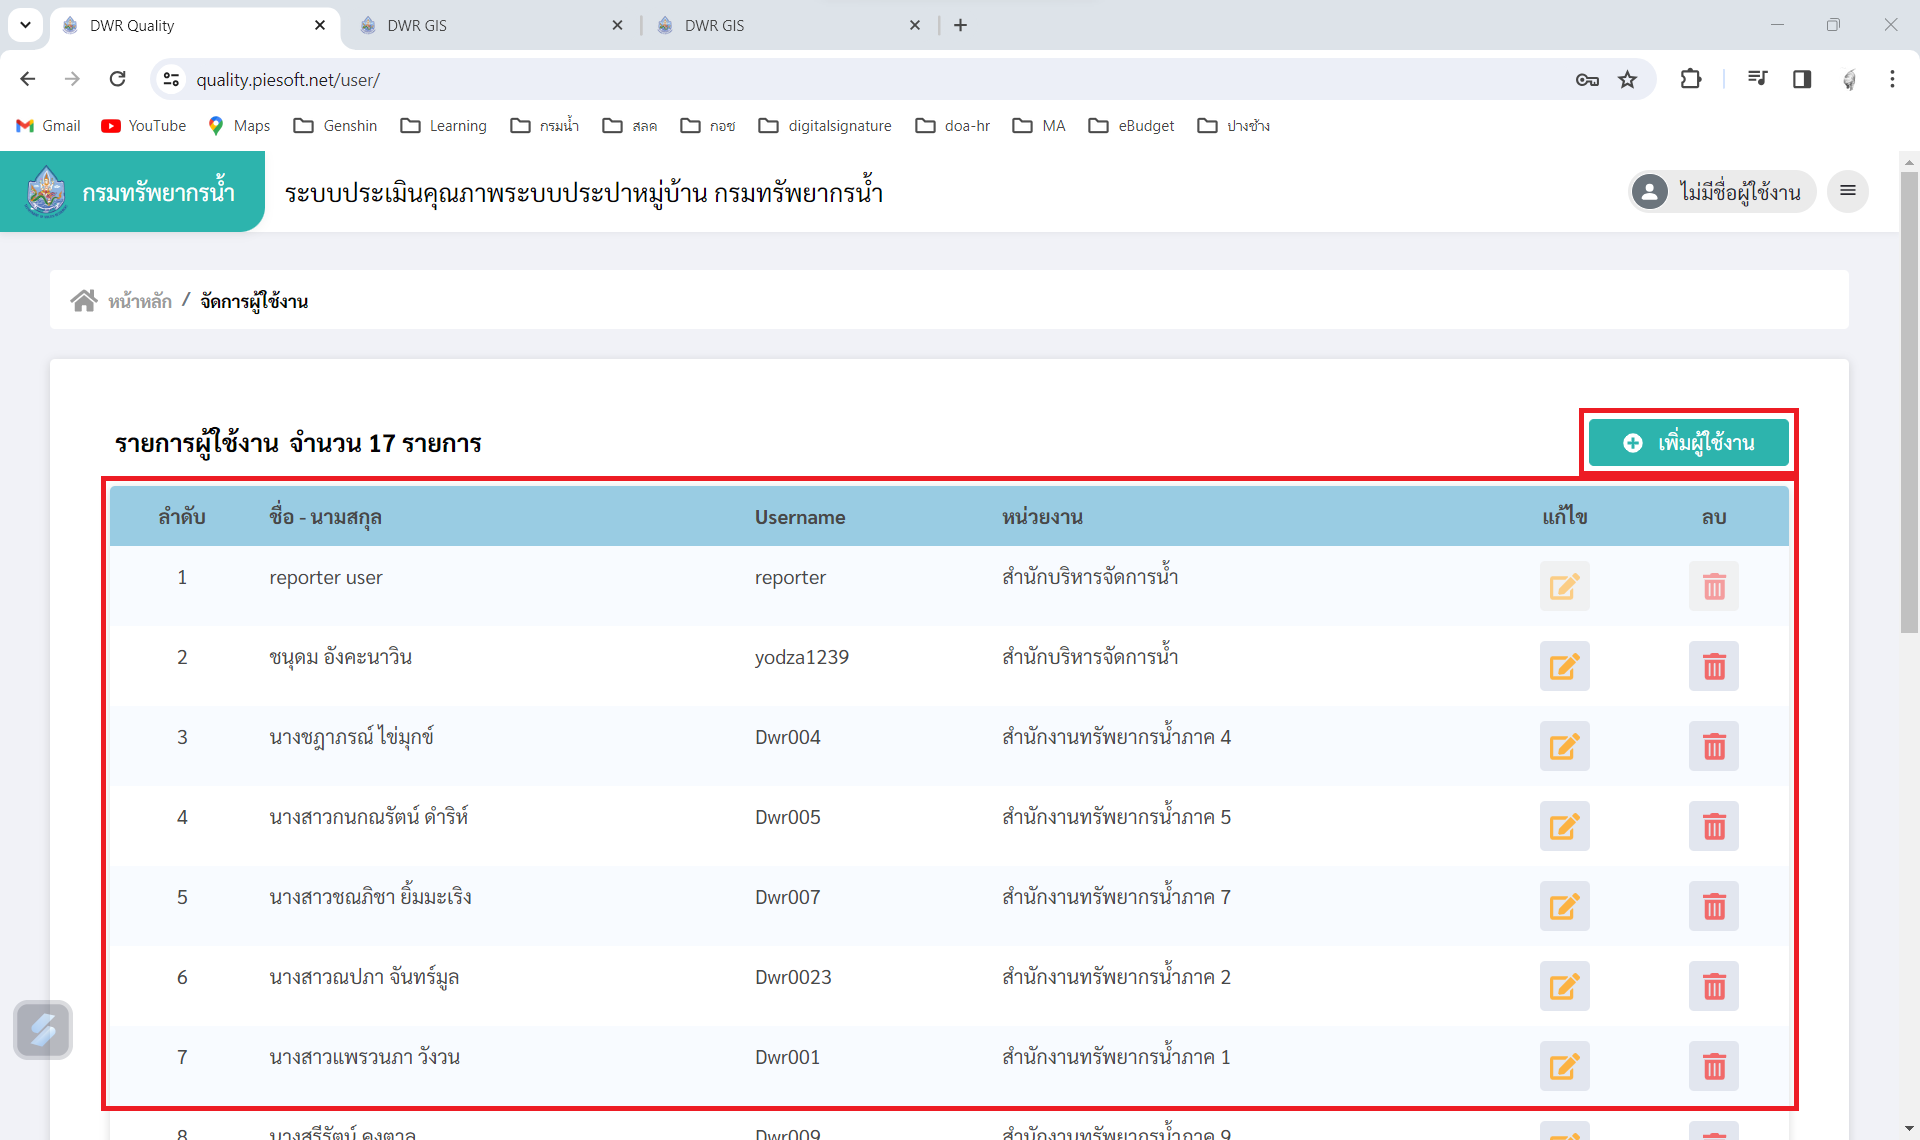 DWR Quality
DWR GIS
DWR GIS
quality.piesoft.net/user/
Gmail YouTube Maps Genshin Learning กรมน้ำ สลค กอช digitalsignature doa-hr MA eBudget ปางช้าง
กรมทรัพยากรน้ำ
ระบบประเมินคุณภาพระบบประปาหมู่บ้าน กรมทรัพยากรน้ำ
ไม่มีชื่อผู้ใช้งาน
หน้าหลัก / จัดการผู้ใช้งาน
รายการผู้ใช้งาน จำนวน 17 รายการ
เพิ่มผู้ใช้งาน
ลำดับ ชื่อ - นามสกุล Username หน่วยงาน แก้ไข ลบ
1 reporter user reporter สำนักบริหารจัดการน้ำ
2 ชนุดม อังคะนาวิน yodza1239 สำนักบริหารจัดการน้ำ
3 นางชฎาภรณ์ ไข่มุกข์ Dwr004 สำนักงานทรัพยากรน้ำภาค 4
4 นางสาวกนกณรัตน์ ดำริห์ Dwr005 สำนักงานทรัพยากรน้ำภาค 5
5 นางสาวชณภิชา ยิ้มมะเริง Dwr007 สำนักงานทรัพยากรน้ำภาค 7
6 นางสาวณปภา จันทร์มูล Dwr0023 สำนักงานทรัพยากรน้ำภาค 2
7 นางสาวแพรวนภา วังวน Dwr001 สำนักงานทรัพยากรน้ำภาค 1
8 นางสุรีรัตน์ คงตาล Dwr009 สำนักงานทรัพยากรน้ำภาค 9